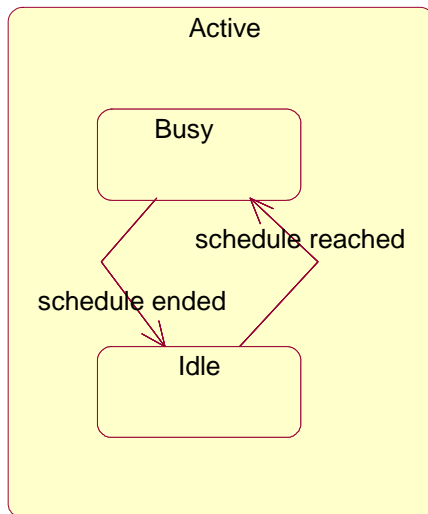 Active
Busy
schedule reached
schedule ended
Idle